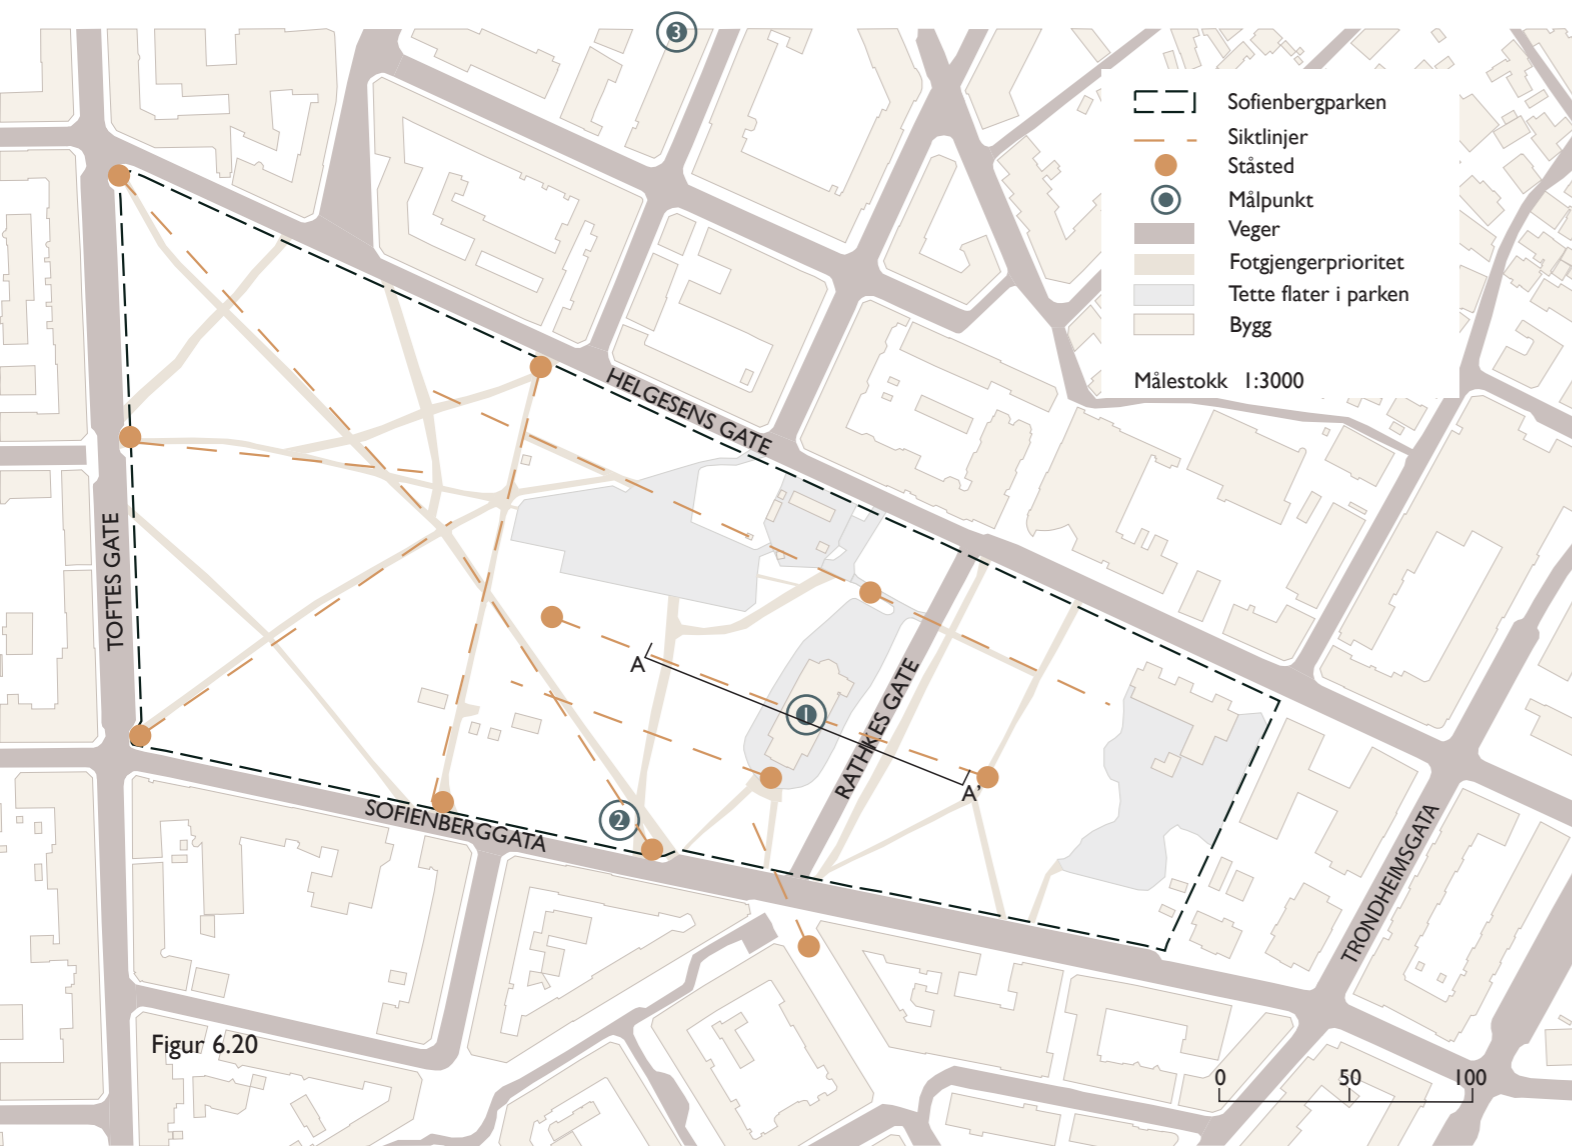 3
Sofienbergparken
Siktlinjer
Ståsted
Målpunkt
Veger
Fotgjengerprioritet
Tette flater i parken
Bygg
Målestokk 1:3000
HELGESENS GATE
TOFTES GATE
A
1
RATHKES GATE
A'
2
SOFIENBERGGATA
TRONDHEIMSGATA
Figur 6.20
0 50 100